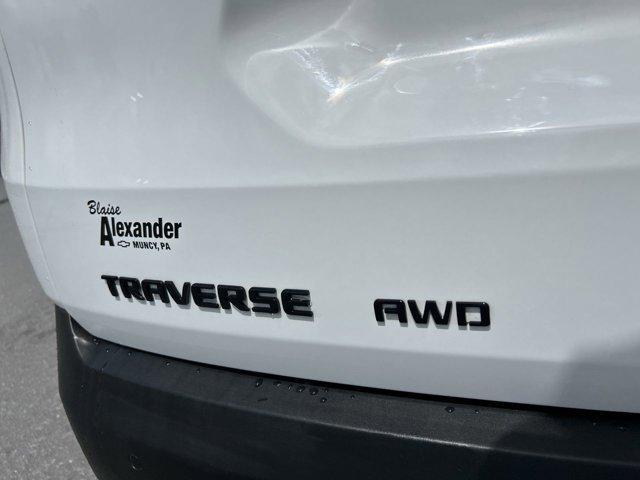 Blaise
Alexander
MUNCY, PA
TRAVERSE AWD